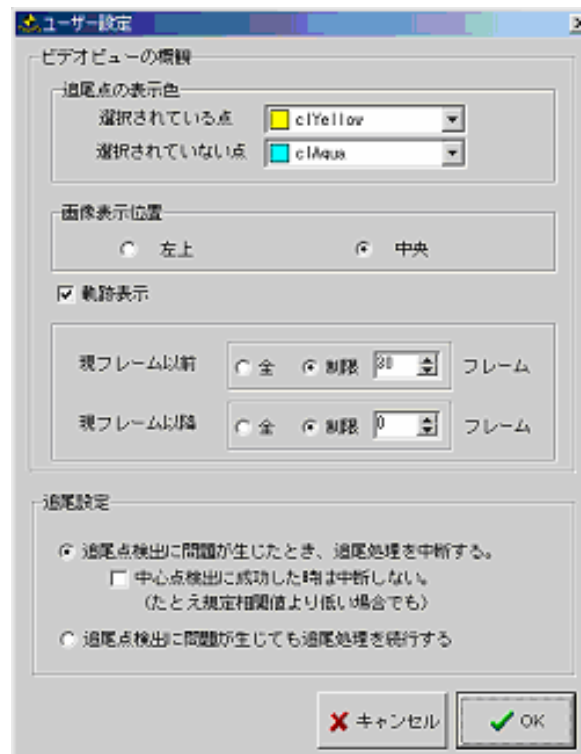 ユーザー設定
ビデオビューの概観
追尾点の表示色
選択されている点 clYellow
選択されていない点 clAqua
画像表示位置
左上 中央
軌跡表示
現フレーム以前 全 制限 30 フレーム
現フレーム以降 全 制限 0 フレーム
追尾設定
追尾点検出に問題が生じたとき、追尾処理を中断する。
中心点検出に成功した時は中断しない。
(たとえ規定相関値より低い場合でも)
追尾点検出に問題が生じても追尾処理を続行する
キャンセル OK